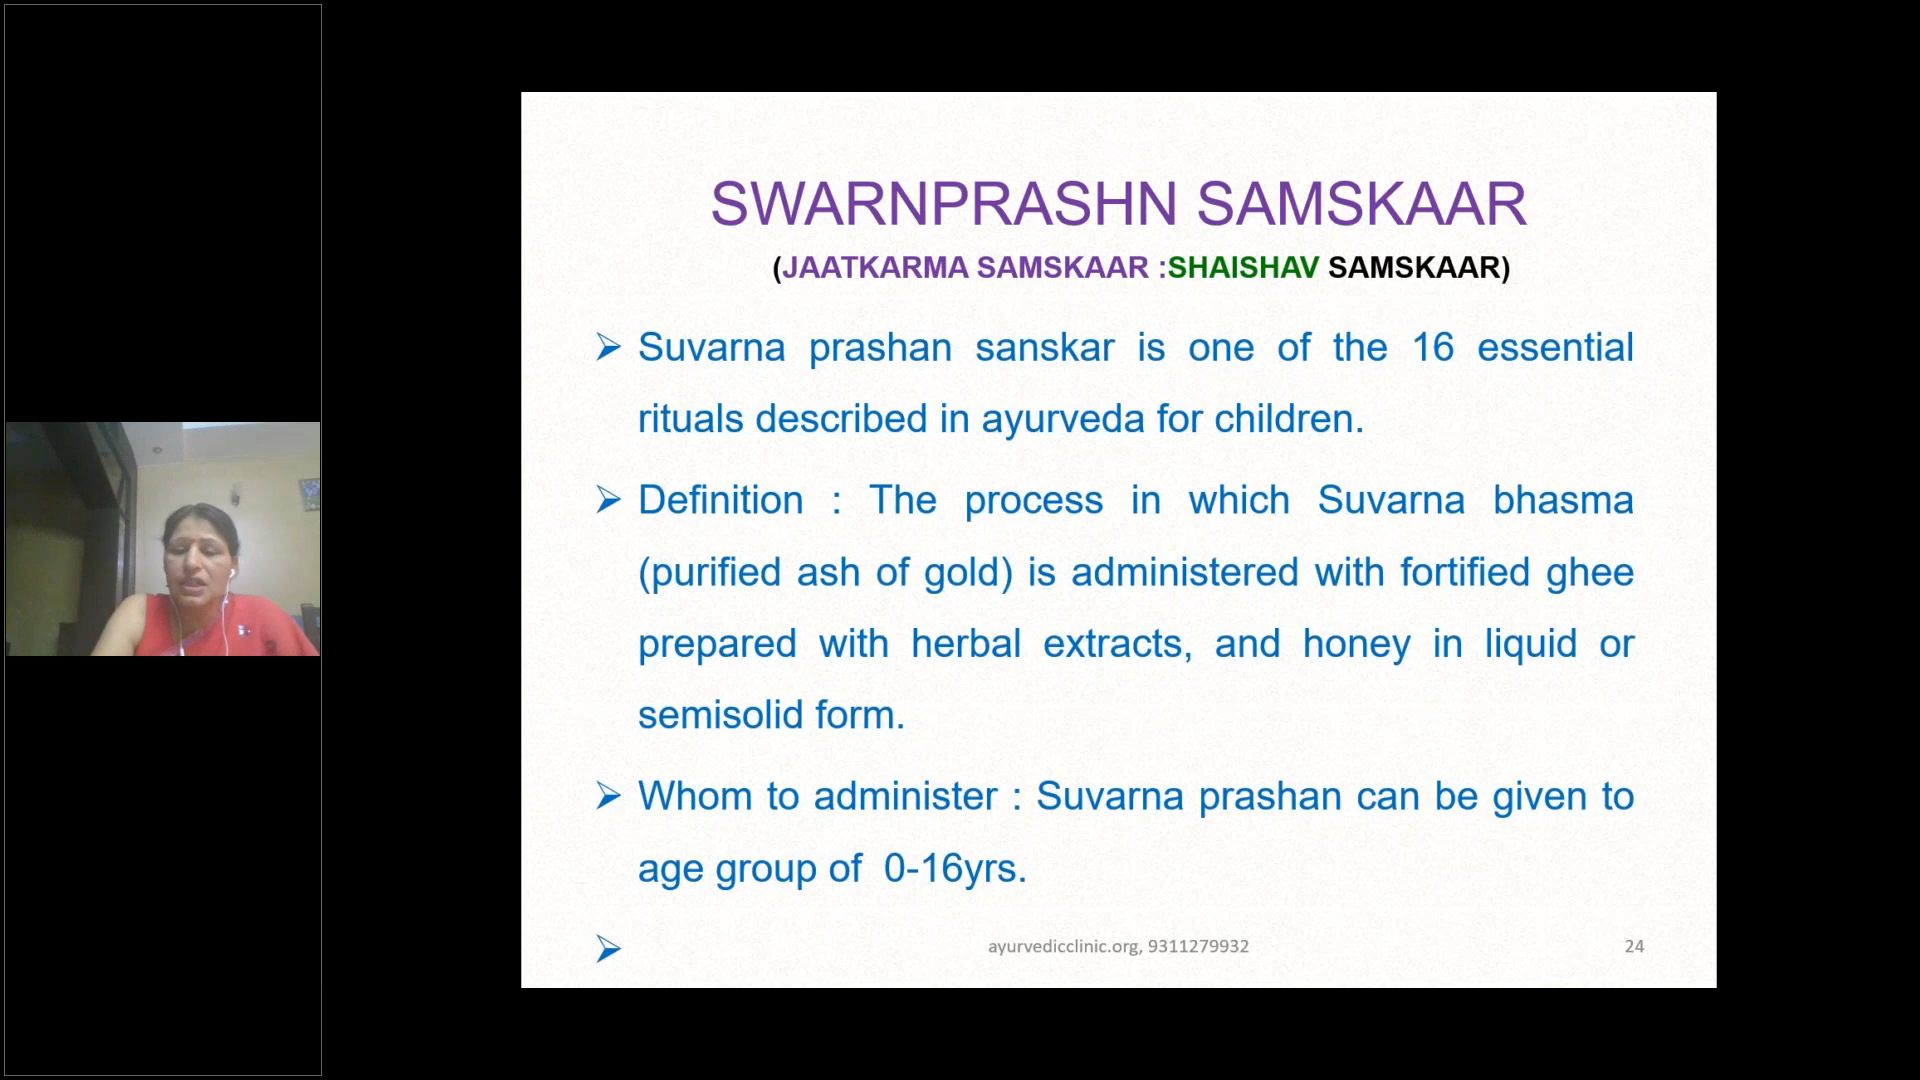 SWARNPRASHN SAMSKAAR
(JAATKARMA SAMSKAAR :SHAISHAV SAMSKAAR)
Suvarna prashan sanskar is one of the 16 essential
rituals described in ayurveda for children.
Definition : The process in which Suvarna bhasma
(purified ash of gold) is administered with fortified ghee
prepared with herbal extracts, and honey in liquid or
semisolid form.
Whom to administer : Suvarna prashan can be given to
age group of 0-16yrs.
ayurvedicclinic.org, 9311279932
24